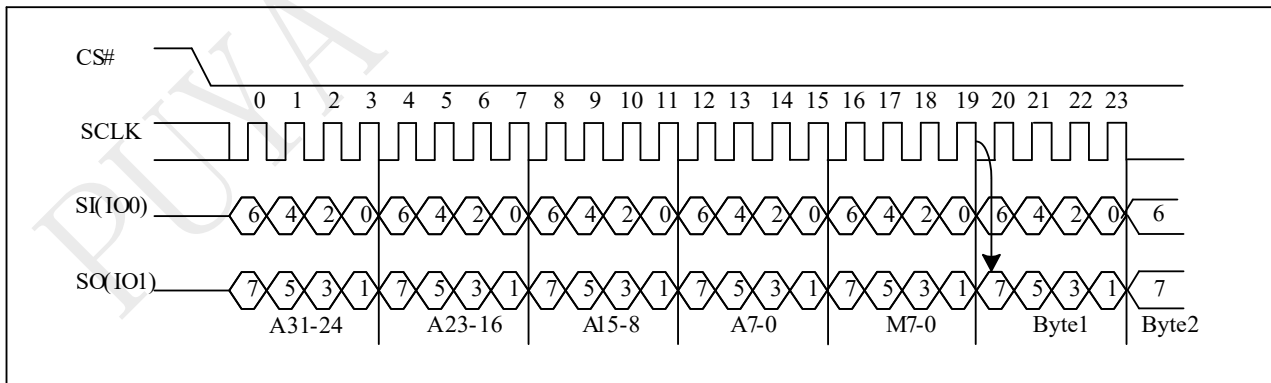 PUYA
CS#
0 1 2 3 4 5 6 7 8 9 10 11 12 13 14 15 16 17 18 19 20 21 22 23
SCLK
SI(IO0) 6 4 2 0 6 4 2 0 6 4 2 0 6 4 2 0 6 4 2 0 6 4 2 0 6
SO(IO1) 7 5 3 1 7 5 3 1 7 5 3 1 7 5 3 1 7 5 3 1 7 5 3 1 7
A31-24 A23-16 A15-8 A7-0 M7-0 Byte1 Byte2